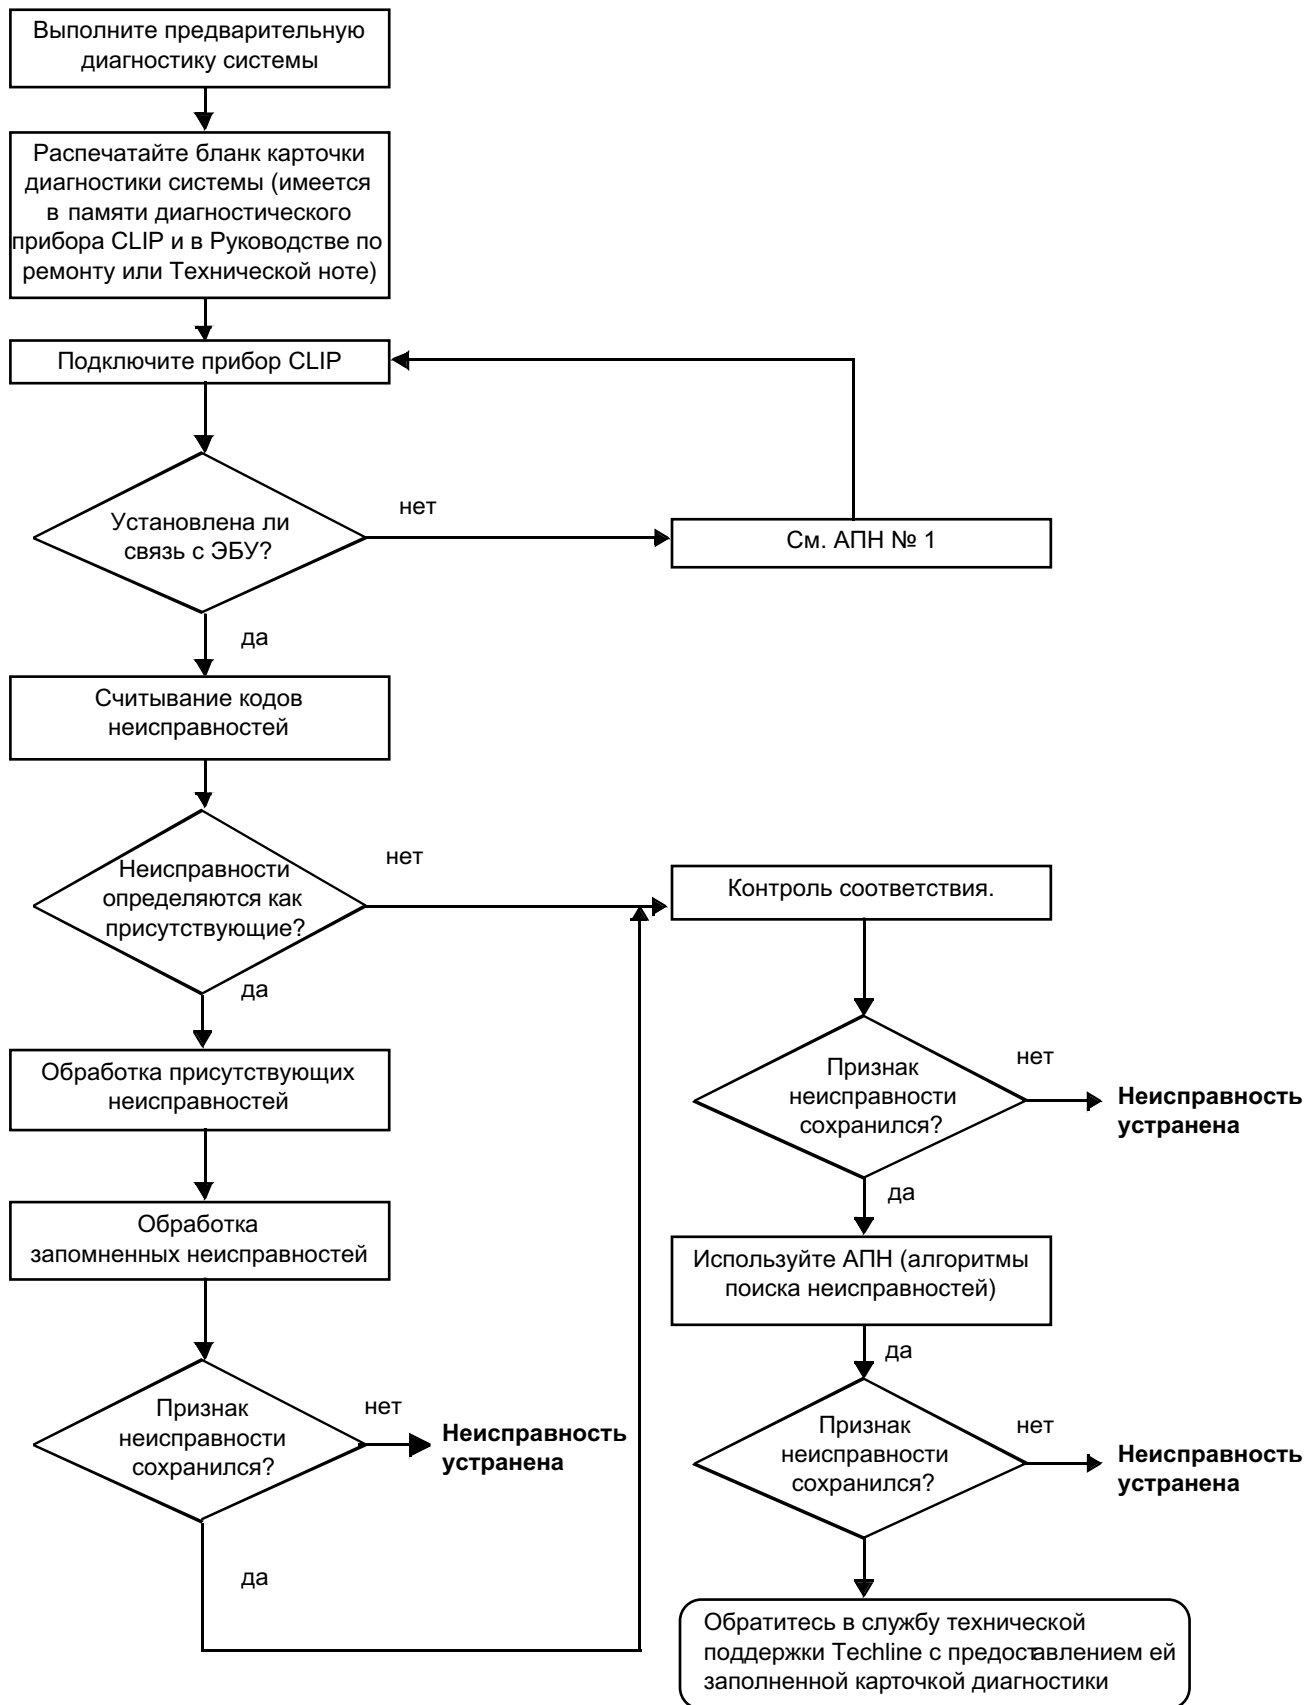 Выполните предварительную
диагностику системы
Распечатайте бланк карточки
диагностики системы (имеется
в памяти диагностического
прибора CLIP и в Руководстве по
ремонту или Технической ноте)
Подключите прибор CLIP
Установлена ли
связь с ЭБУ?
нет
См. АПН № 1
да
Считывание кодов
неисправностей
Неисправности
определяются как
присутствующие?
нет
Контроль соответствия.
да
Обработка присутствующих
неисправностей
Признак
неисправности
сохранился?
нет
Неисправность
устранена
да
Обработка
запомненных неисправностей
Используйте АПН (алгоритмы
поиска неисправностей)
да
Признак
неисправности
сохранился?
нет
Неисправность
устранена
Признак
неисправности
сохранился?
нет
Неисправность
устранена
да
Обратитесь в службу технической
поддержки Techline с предоставлением ей
заполненной карточкой диагностики